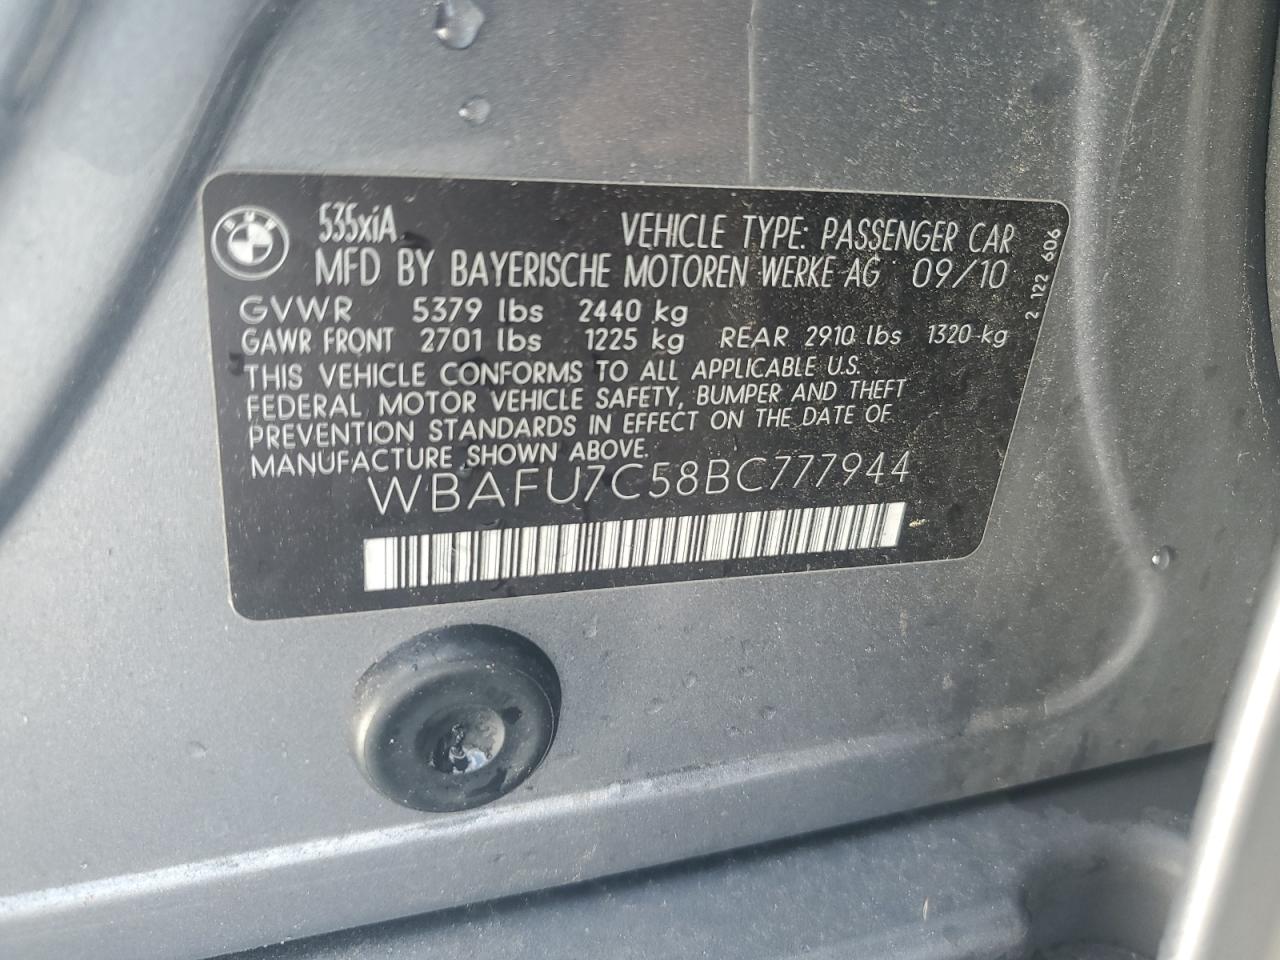 BMW
535xiA VEHICLE TYPE: PASSENGER CAR
MFD BY BAYERISCHE MOTOREN WERKE AG 09/10
GVWR 5379 lbs 2440 kg
GAWR FRONT 2701 lbs 1225 kg REAR 2910 lbs 1320-kg
THIS VEHICLE CONFORMS TO ALL APPLICABLE U.S.
FEDERAL MOTOR VEHICLE SAFETY, BUMPER AND THEFT
PREVENTION STANDARDS IN EFFECT ON THE DATE OF
MANUFACTURE SHOWN ABOVE.
WBAFU7C58BC777944
2 122 606